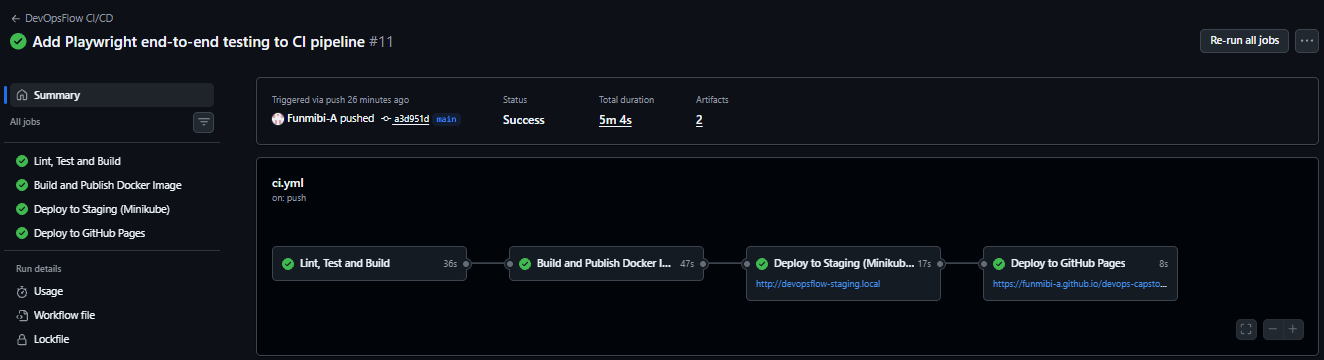 ← DevOpsFlow CI/CD
Add Playwright end-to-end testing to CI pipeline #11
Re-run all jobs
Summary
All jobs
Lint, Test and Build
Build and Publish Docker Image
Deploy to Staging (Minikube)
Deploy to GitHub Pages
Run details
Usage
Workflow file
Lockfile
Triggered via push 26 minutes ago
Funmibi-A pushed a3d951d main
Status
Success
Total duration
5m 4s
Artifacts
2
ci.yml
on: push
Lint, Test and Build 36s
Build and Publish Docker I... 47s
Deploy to Staging (Minikub... 17s
http://devopsflow-staging.local
Deploy to GitHub Pages 8s
https://funmibi-a.github.io/devops-capsto...